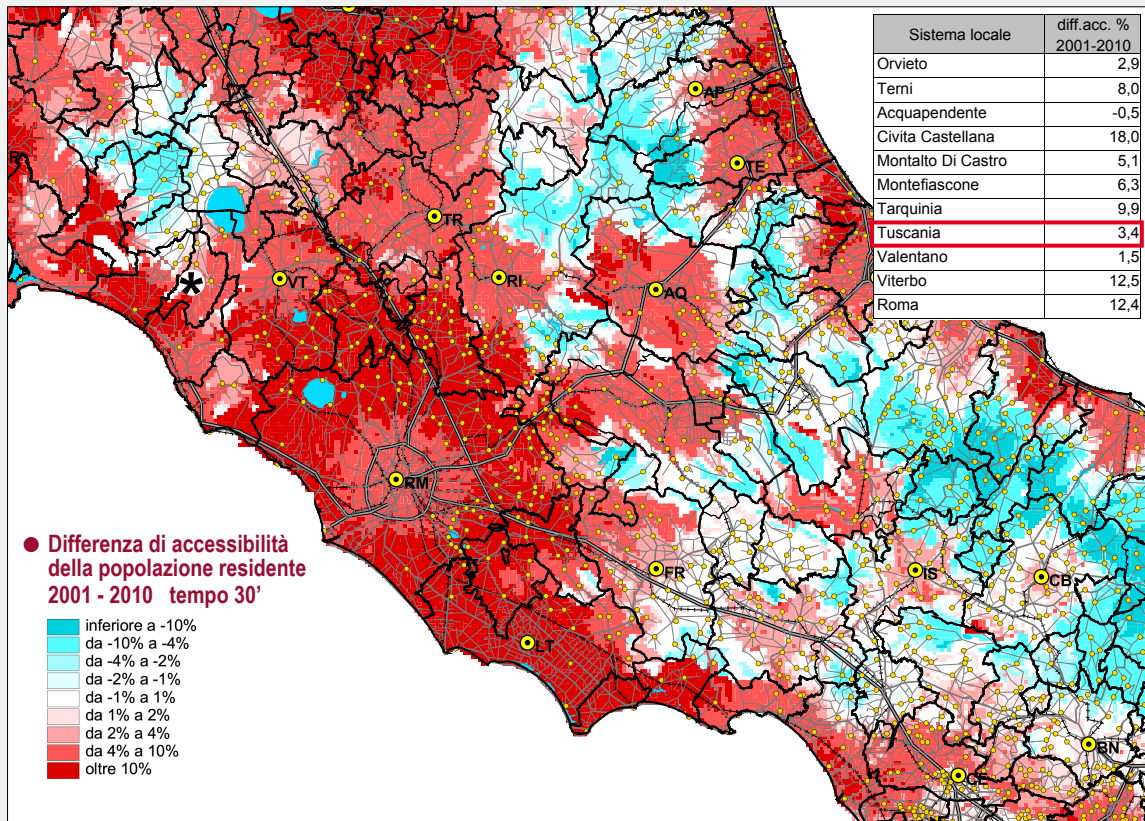 Sistema locale diff.acc. % 2001-2010
Orvieto 2,9
Terni 8,0
Acquapendente -0,5
Civita Castellana 18,0
Montalto Di Castro 5,1
Montefiascone 6,3
Tarquinia 9,9
Tuscania 3,4
Valentano 1,5
Viterbo 12,5
Roma 12,4
AP
TE
TR
VT
RI
AQ
RM
FR
IS
CB
LT
BN
CE
Differenza di accessibilità
della popolazione residente
2001 - 2010 tempo 30’
inferiore a -10%
da -10% a -4%
da -4% a -2%
da -2% a -1%
da -1% a 1%
da 1% a 2%
da 2% a 4%
da 4% a 10%
oltre 10%